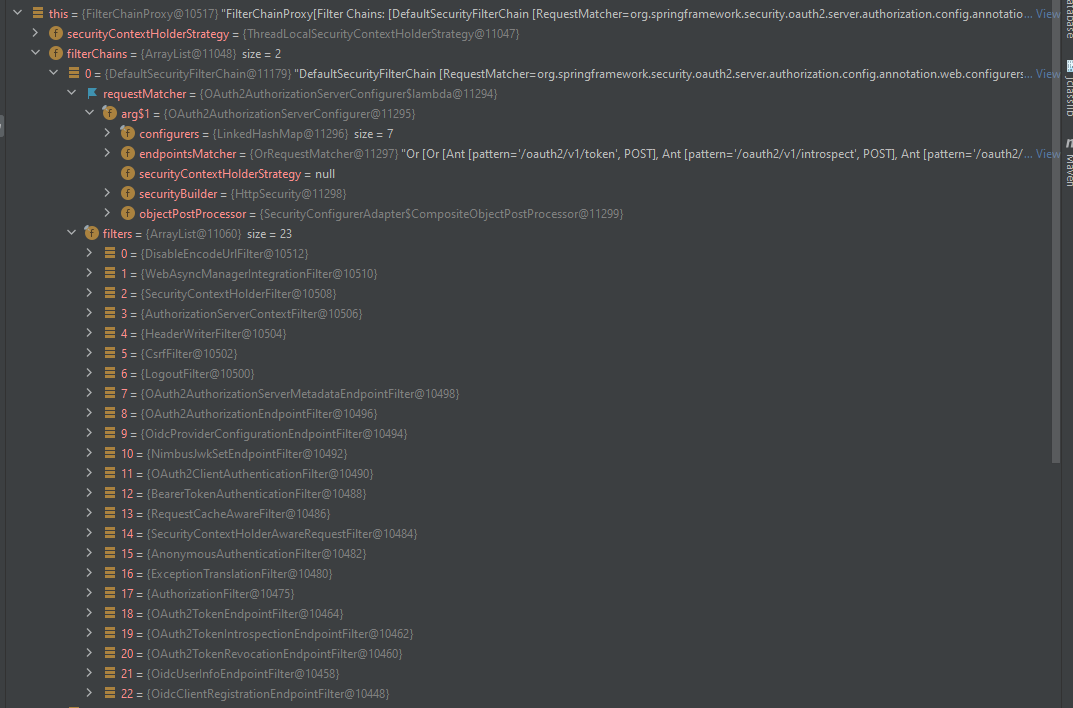 this = {FilterChainProxy@10517} "FilterChainProxy[Filter Chains: [DefaultSecurityFilterChain [RequestMatcher=org.springframework.security.oauth2.server.authorization.config.annotatio... View
securityContextHolderStrategy = {ThreadLocalSecurityContextHolderStrategy@11047}
filterChains = {ArrayList@11048} size = 2
0 = {DefaultSecurityFilterChain@11179} "DefaultSecurityFilterChain [RequestMatcher=org.springframework.security.oauth2.server.authorization.config.annotation.web.configurers... View
requestMatcher = {OAuth2AuthorizationServerConfigurer$lambda@11294}
arg$1 = {OAuth2AuthorizationServerConfigurer@11295}
configurers = {LinkedHashMap@11296} size = 7
endpointsMatcher = {OrRequestMatcher@11297} "Or [Or [Ant [pattern='/oauth2/v1/token', POST], Ant [pattern='/oauth2/v1/introspect', POST], Ant [pattern='/oauth2/... View
securityContextHolderStrategy = null
securityBuilder = {HttpSecurity@11298}
objectPostProcessor = {SecurityConfigurerAdapter$CompositeObjectPostProcessor@11299}
filters = {ArrayList@11060} size = 23
0 = {DisableEncodeUrlFilter@10512}
1 = {WebAsyncManagerIntegrationFilter@10510}
2 = {SecurityContextHolderFilter@10508}
3 = {AuthorizationServerContextFilter@10506}
4 = {HeaderWriterFilter@10504}
5 = {CsrfFilter@10502}
6 = {LogoutFilter@10500}
7 = {OAuth2AuthorizationServerMetadataEndpointFilter@10498}
8 = {OAuth2AuthorizationEndpointFilter@10496}
9 = {OidcProviderConfigurationEndpointFilter@10494}
10 = {NimbusJwkSetEndpointFilter@10492}
11 = {OAuth2ClientAuthenticationFilter@10490}
12 = {BearerTokenAuthenticationFilter@10488}
13 = {RequestCacheAwareFilter@10486}
14 = {SecurityContextHolderAwareRequestFilter@10484}
15 = {AnonymousAuthenticationFilter@10482}
16 = {ExceptionTranslationFilter@10480}
17 = {AuthorizationFilter@10475}
18 = {OAuth2TokenEndpointFilter@10464}
19 = {OAuth2TokenIntrospectionEndpointFilter@10462}
20 = {OAuth2TokenRevocationEndpointFilter@10460}
21 = {OidcUserInfoEndpointFilter@10458}
22 = {OidcClientRegistrationEndpointFilter@10448}
atabase
jclasslib
Maven